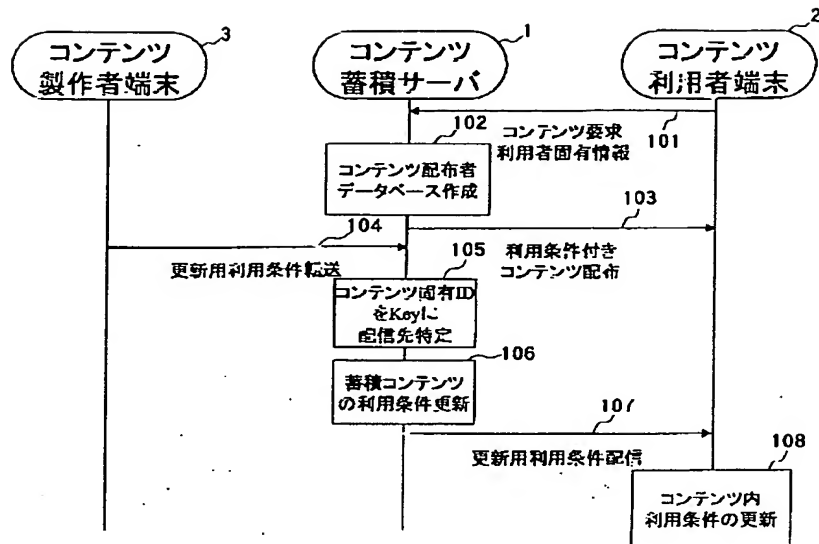 3
コンテンツ
製作者端末
1
コンテンツ
蓄積サーバ
2
コンテンツ
利用者端末
101
コンテンツ要求
利用者固有情報
102
コンテンツ配布者
データベース作成
103
利用条件付き
コンテンツ配布
104
更新用利用条件転送
105
コンテンツ固有ID
をKeyに
配信先特定
106
蓄積コンテンツ
の利用条件更新
107
更新用利用条件配信
108
コンテンツ内
利用条件の更新